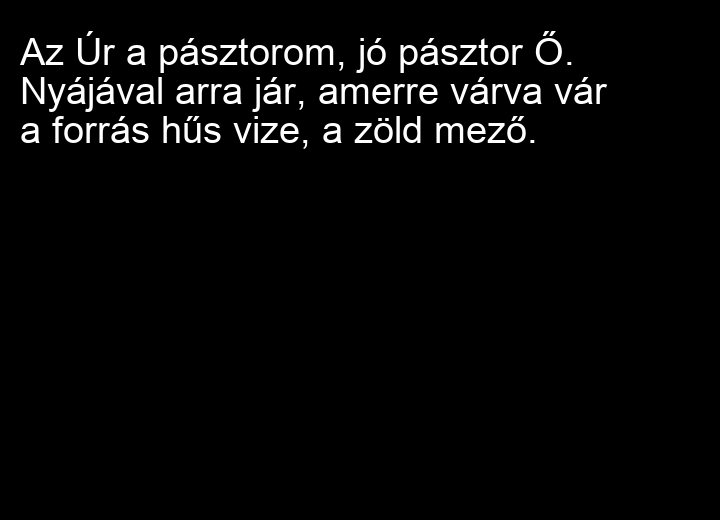 Az Úr a pásztorom, jó pásztor Ő.
Nyájával arra jár, amerre várva vár
a forrás hűs vize, a zöld mező.